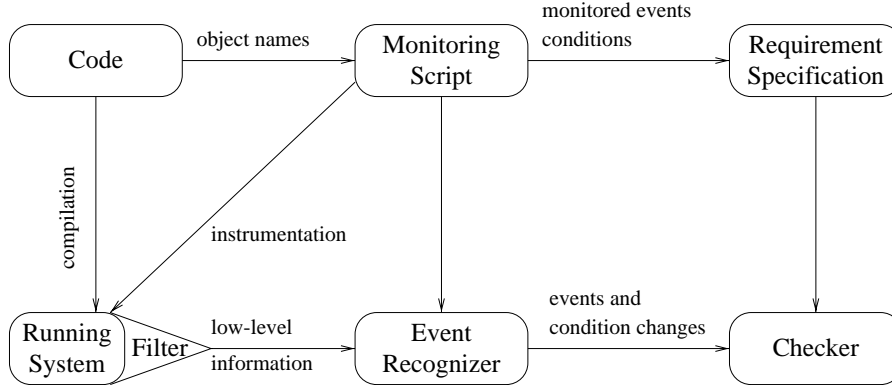 Code
object names
Monitoring
Script
monitored events
conditions
Requirement
Specification
compilation
instrumentation
Running
System
Filter
low-level
information
Event
Recognizer
events and
condition changes
Checker